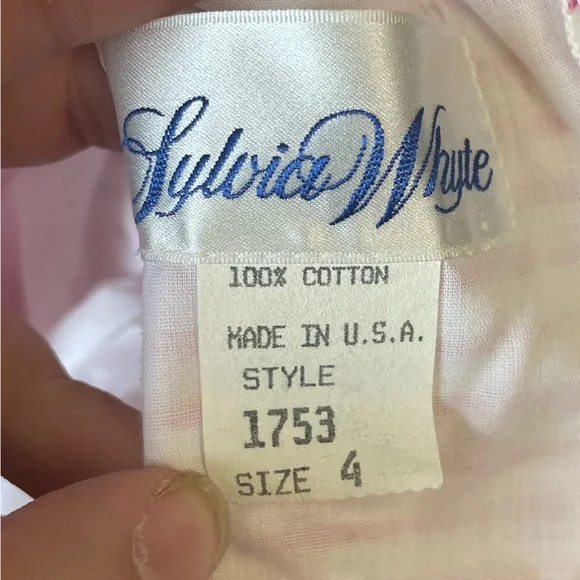 Sylvia Whyte
100% COTTON
MADE IN U.S.A.
STYLE
1753
SIZE 4